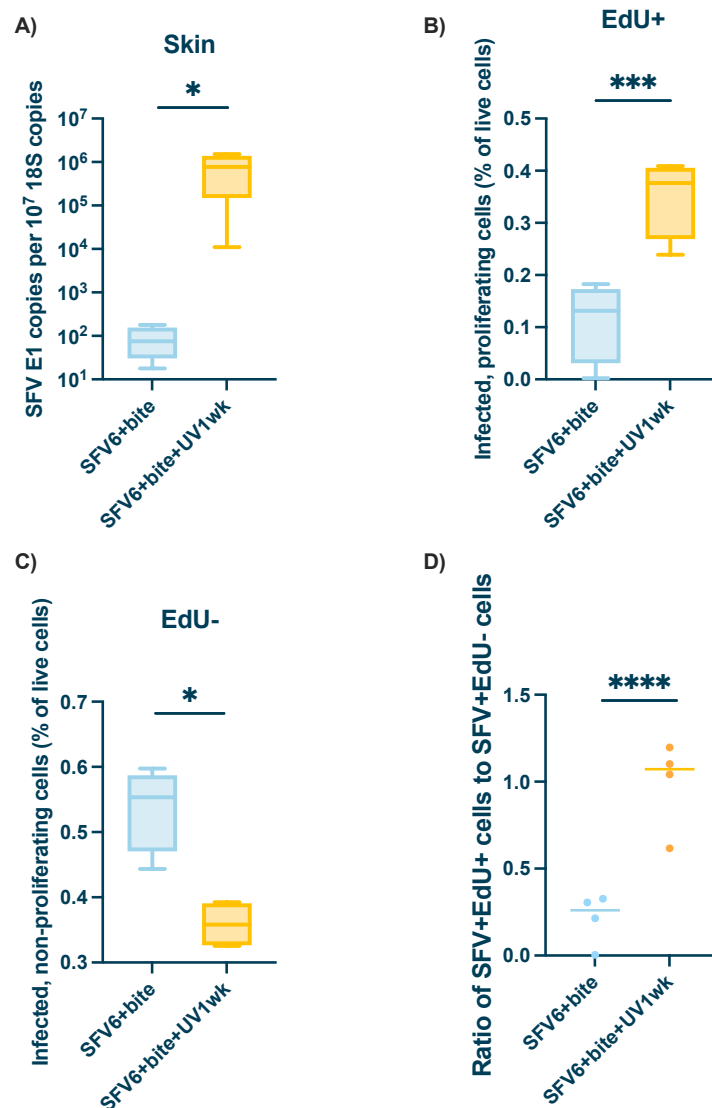 A)
Skin
*
SFV E1 copies per 10⁷ 18S copies
10⁷
10⁶
10⁵
10⁴
10³
10²
10¹
SFV6+bite
SFV6+bite+UV1wk
B)
EdU+
***
Infected, proliferating cells (% of live cells)
0.5
0.4
0.3
0.2
0.1
0.0
SFV6+bite
SFV6+bite+UV1wk
C)
EdU-
*
Infected, non-proliferating cells (% of live cells)
0.7
0.6
0.5
0.4
0.3
SFV6+bite
SFV6+bite+UV1wk
D)
****
Ratio of SFV+EdU+ cells to SFV+EdU- cells
1.5
1.0
0.5
0.0
SFV6+bite
SFV6+bite+UV1wk